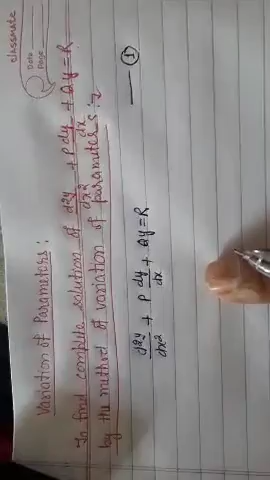 classmate
Date
Page
Variation of Parameters:
To find complete solution of d2y/dx2 + P dy/dx + Qy = R
by the method of variation of parameters :→
d2y/dx2 + P dy/dx + Qy = R — (1)